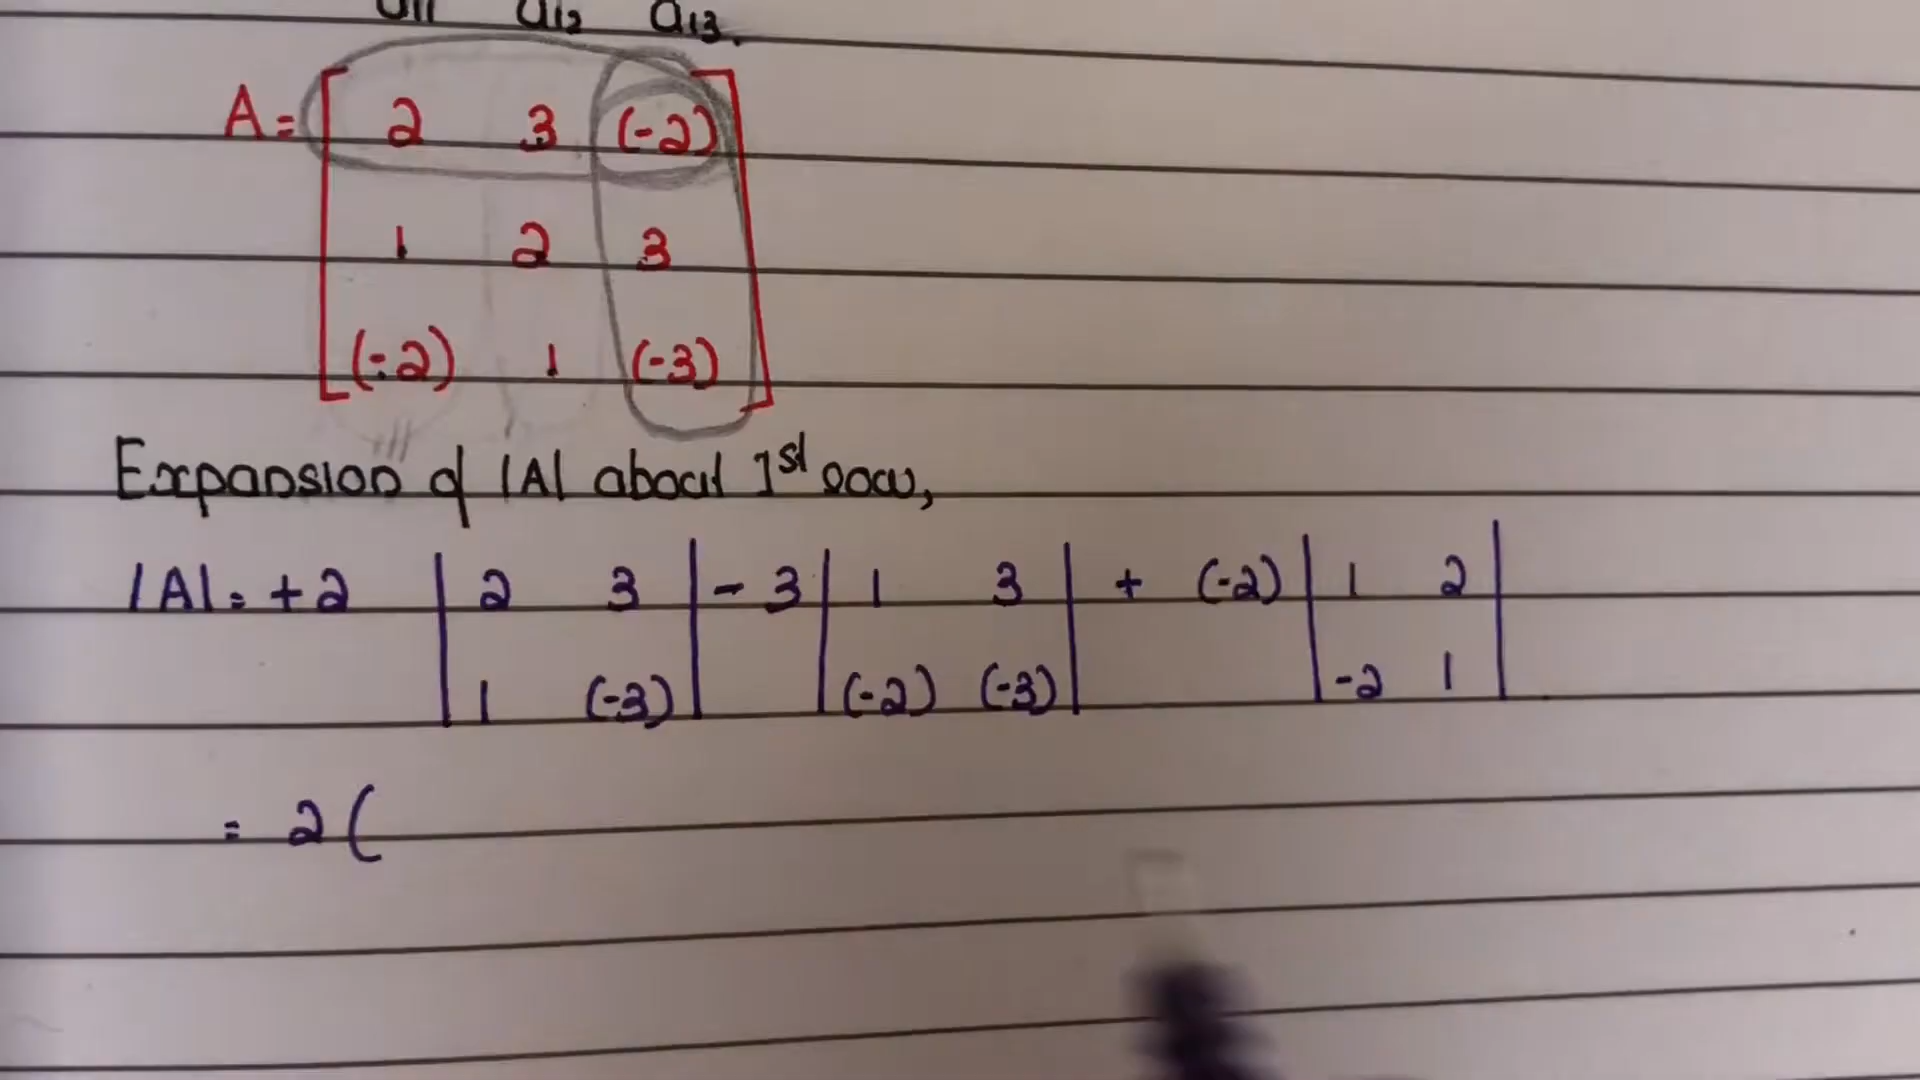 a11 a12 a13.
A = [ 2 3 (-2)
1 2 3
(-2) 1 (-3) ]
Expansion of |A| about 1st row,
|A| = +2 | 2 3 | - 3 | 1 3 | + (-2) | 1 2 |
| 1 (-3) | | (-2) (-3) | | -2 1 |
= 2 (